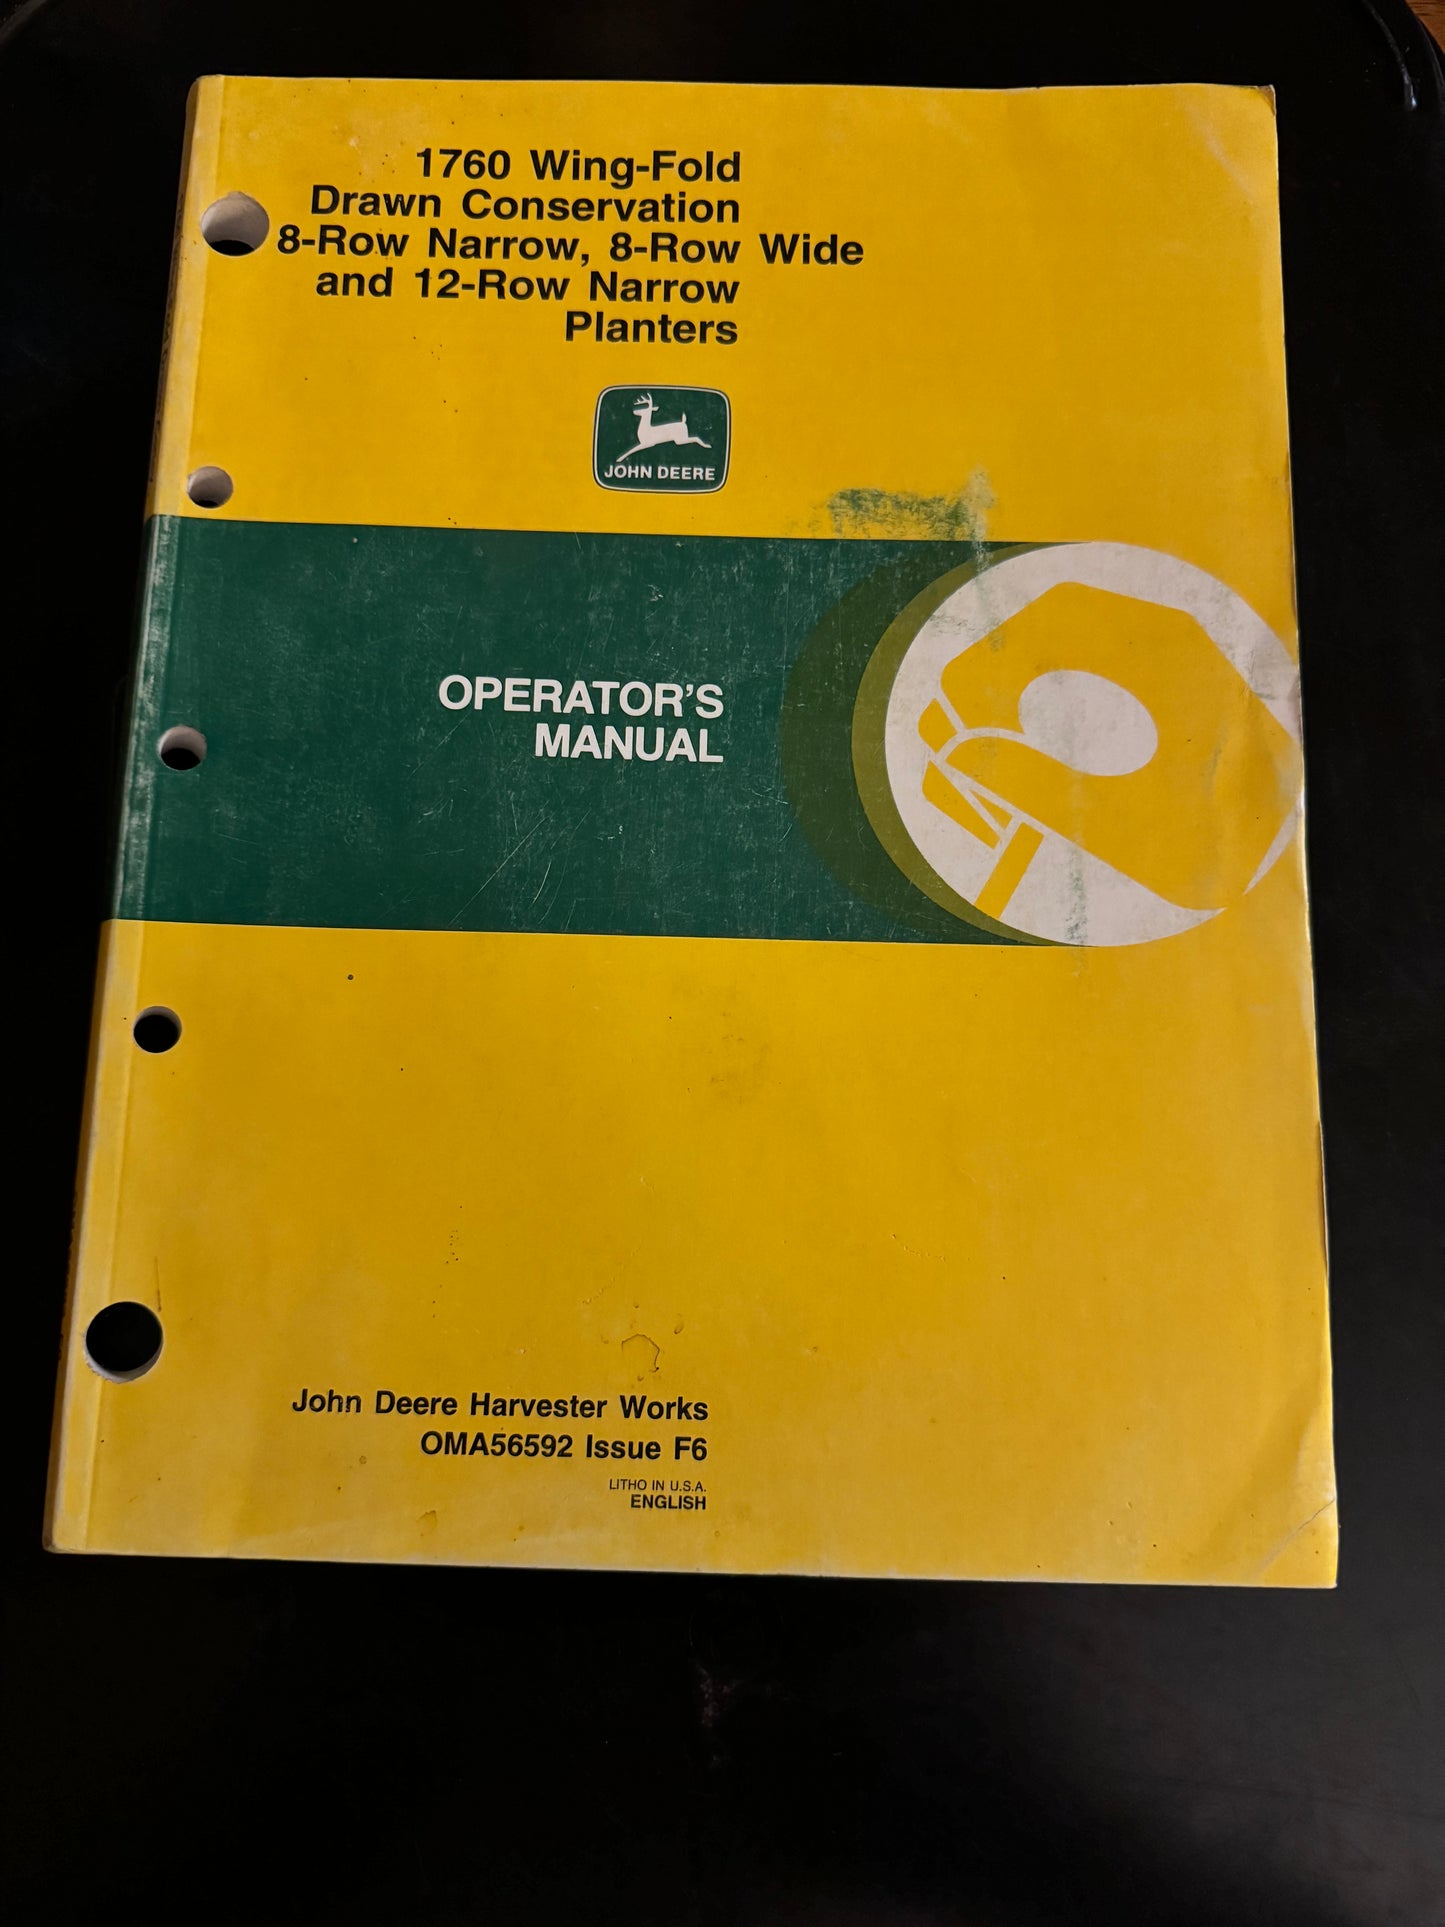 1760 Wing-Fold
Drawn Conservation
8-Row Narrow, 8-Row Wide
and 12-Row Narrow
Planters
JOHN DEERE
OPERATOR'S
MANUAL
John Deere Harvester Works
OMA56592 Issue F6
LITHO IN U.S.A.
ENGLISH